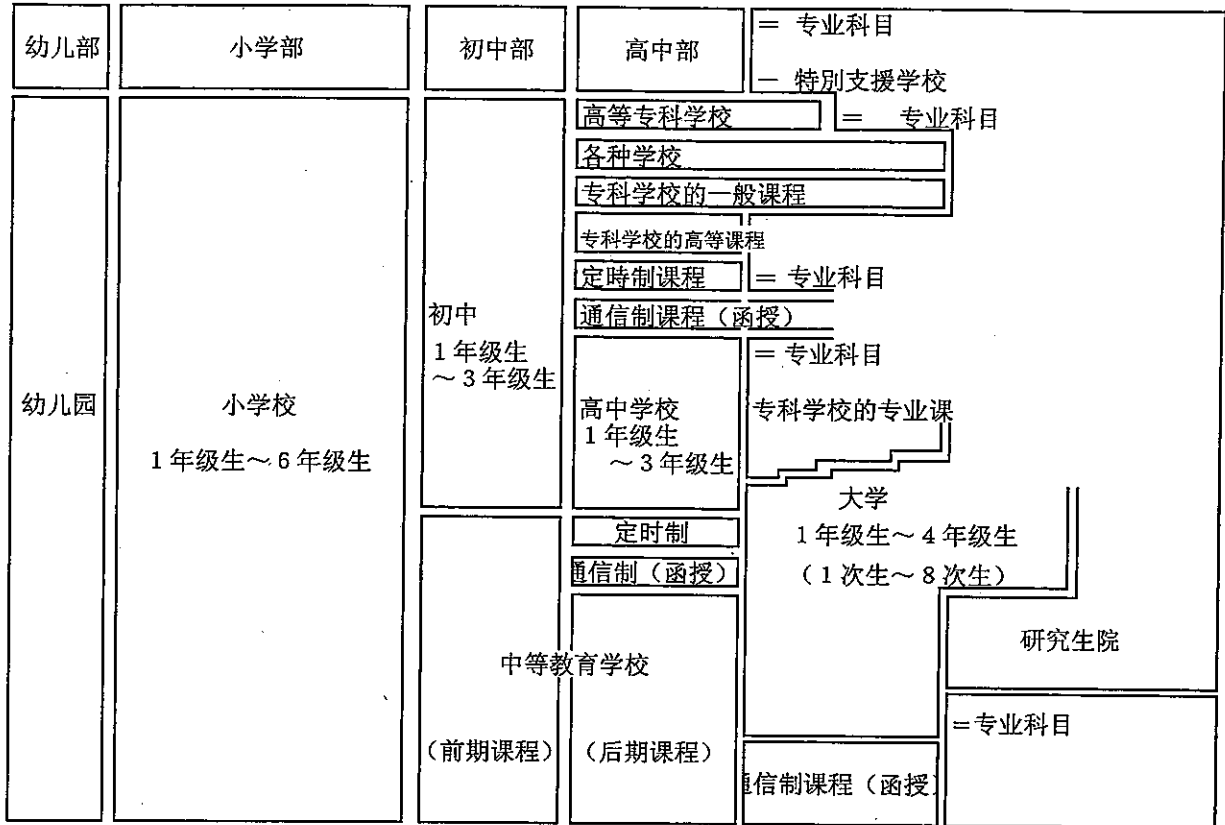 幼儿部
小学部
初中部
高中部
＝ 专业科目
－ 特別支援学校
高等专科学校
＝ 专业科目
各种学校
专科学校的一般课程
专科学校的高等课程
定時制课程
＝ 专业科目
通信制课程（函授）
初中
1年级生
～3年级生
＝专业科目
幼儿园
小学校
1年级生～6年级生
高中学校
1年级生
～3年级生
专科学校的专业课
大学
1年级生～4年级生
（1次生～8次生）
定时制
通信制（函授）
研究生院
中等教育学校
（前期课程）
（后期课程）
＝专业科目
通信制课程（函授）